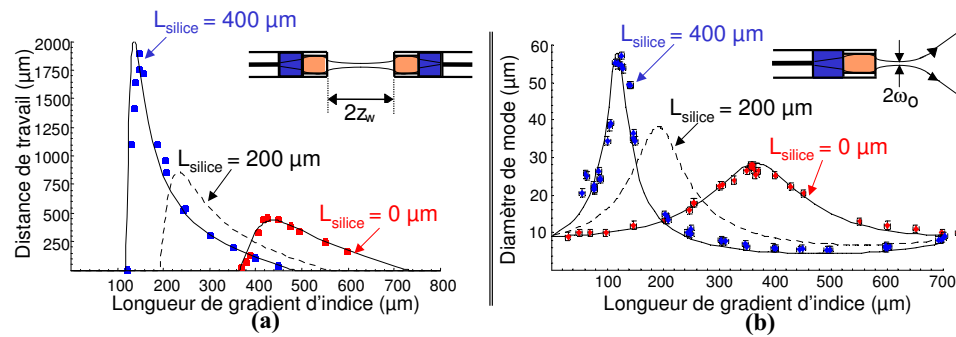 L_silice = 400 µm
Distance de travail (µm)
2000
1750
1500
1250
1000
750
500
250
2z_w
L_silice = 200 µm
L_silice = 0 µm
0 100 200 300 400 500 600 700 800
Longueur de gradient d'indice (µm)
(a)
Diamètre de mode (µm)
60
50
40
30
20
10
L_silice = 400 µm
2ω_o
L_silice = 200 µm
L_silice = 0 µm
100 200 300 400 500 600 700
Longueur de gradient d'indice (µm)
(b)